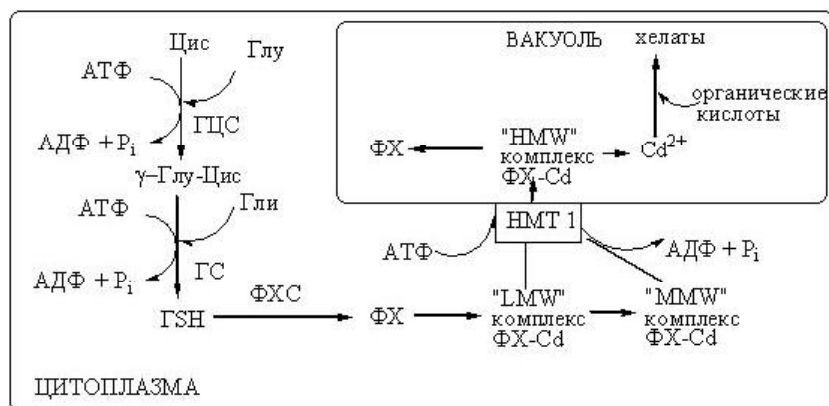 Цис
Глу
АТФ
ГЦС
АДФ + Pi
γ-Глу-Цис
АТФ
Гли
АДФ + Pi
ГС
ГSH
ФХС
ФХ
"LMW"
комплекс
ФХ-Cd
"MMW"
комплекс
ФХ-Cd
АТФ
HMT 1
АДФ + Pi
ВАКУОЛЬ
хелаты
органические
кислоты
ФХ
"HMW"
комплекс
ФХ-Cd
Cd2+
ЦИТОПЛАЗМА